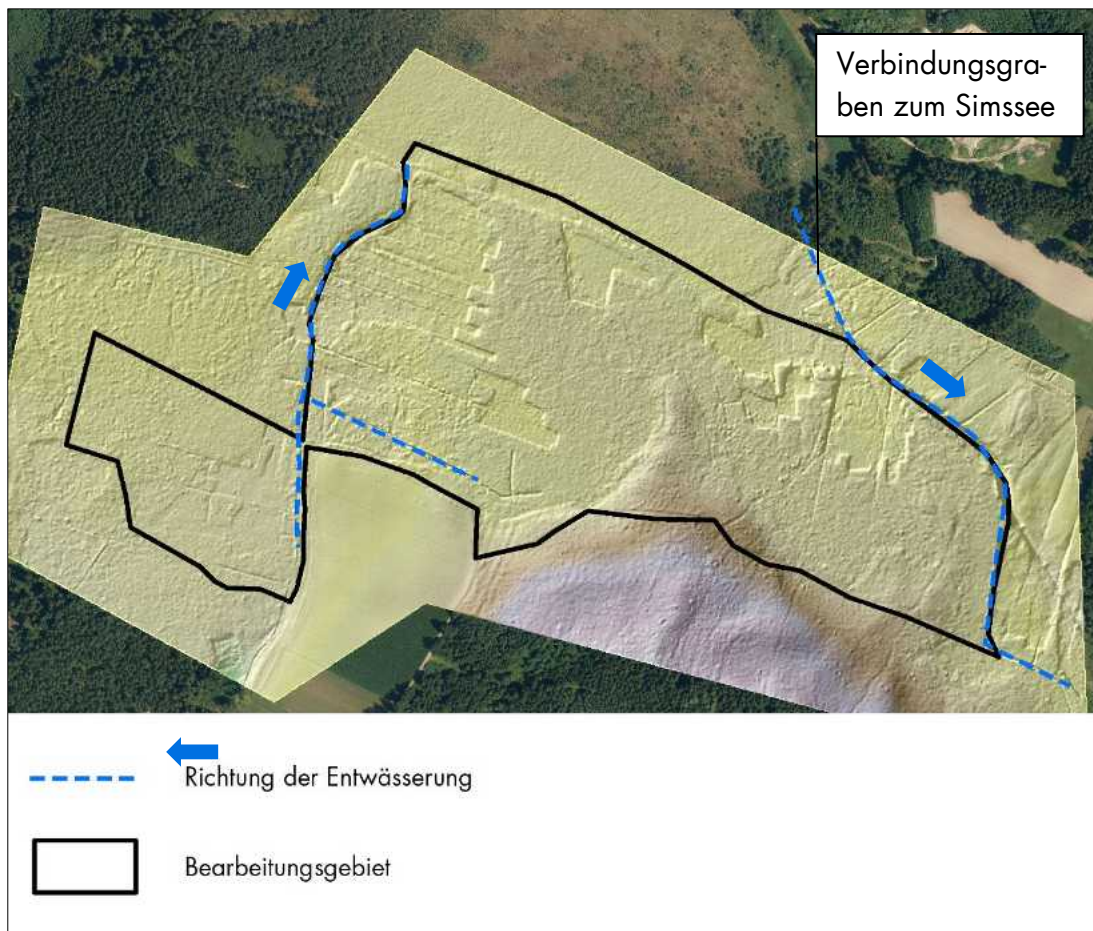 Verbindungsgra-
ben zum Simssee
Richtung der Entwässerung
Bearbeitungsgebiet